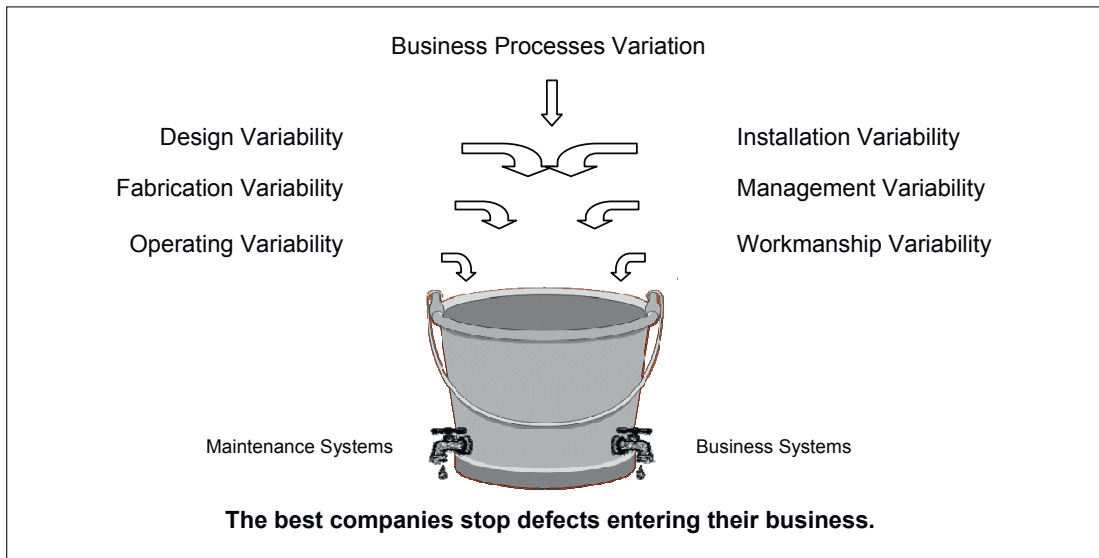 Business Processes Variation
Design Variability
Installation Variability
Fabrication Variability
Management Variability
Operating Variability
Workmanship Variability
Maintenance Systems
Business Systems
The best companies stop defects entering their business.